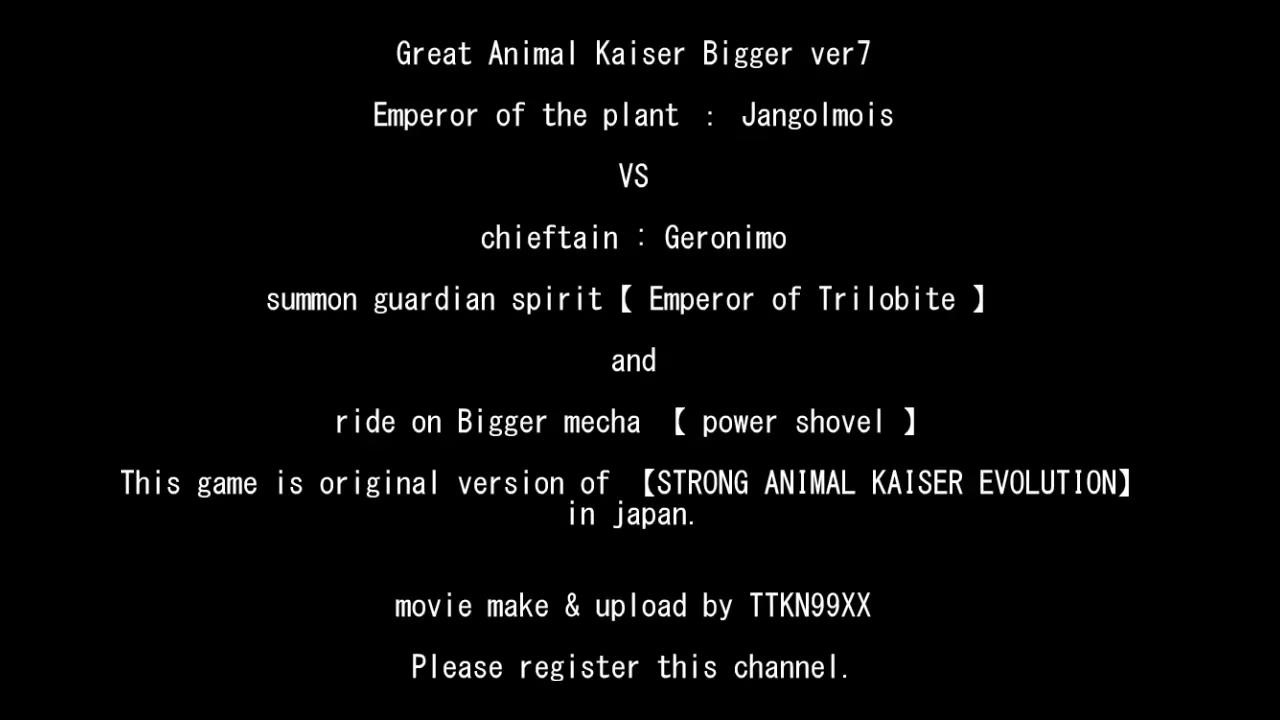 Great Animal Kaiser Bigger ver7
Emperor of the plant : Jangolmois
VS
chieftain : Geronimo
summon guardian spirit【 Emperor of Trilobite 】
and
ride on Bigger mecha 【 power shovel 】
This game is original version of 【STRONG ANIMAL KAISER EVOLUTION】
in japan.
movie make & upload by TTKN99XX
Please register this channel.